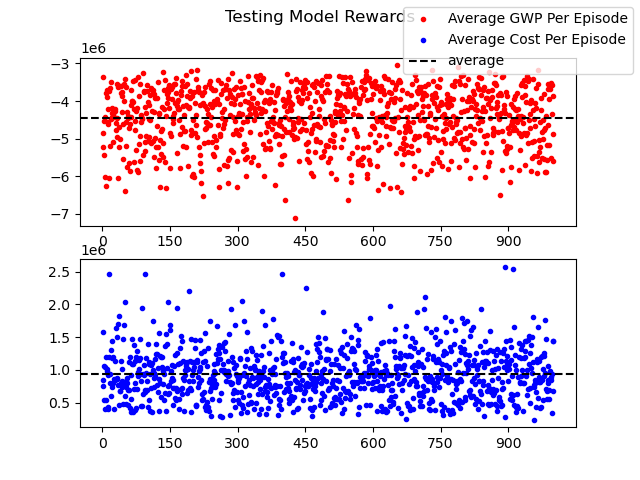 Testing Model Rewards
Average GWP Per Episode
Average Cost Per Episode
average
1e6
−3
−4
−5
−6
−7
0 150 300 450 600 750 900
1e6
2.5
2.0
1.5
1.0
0.5
0 150 300 450 600 750 900